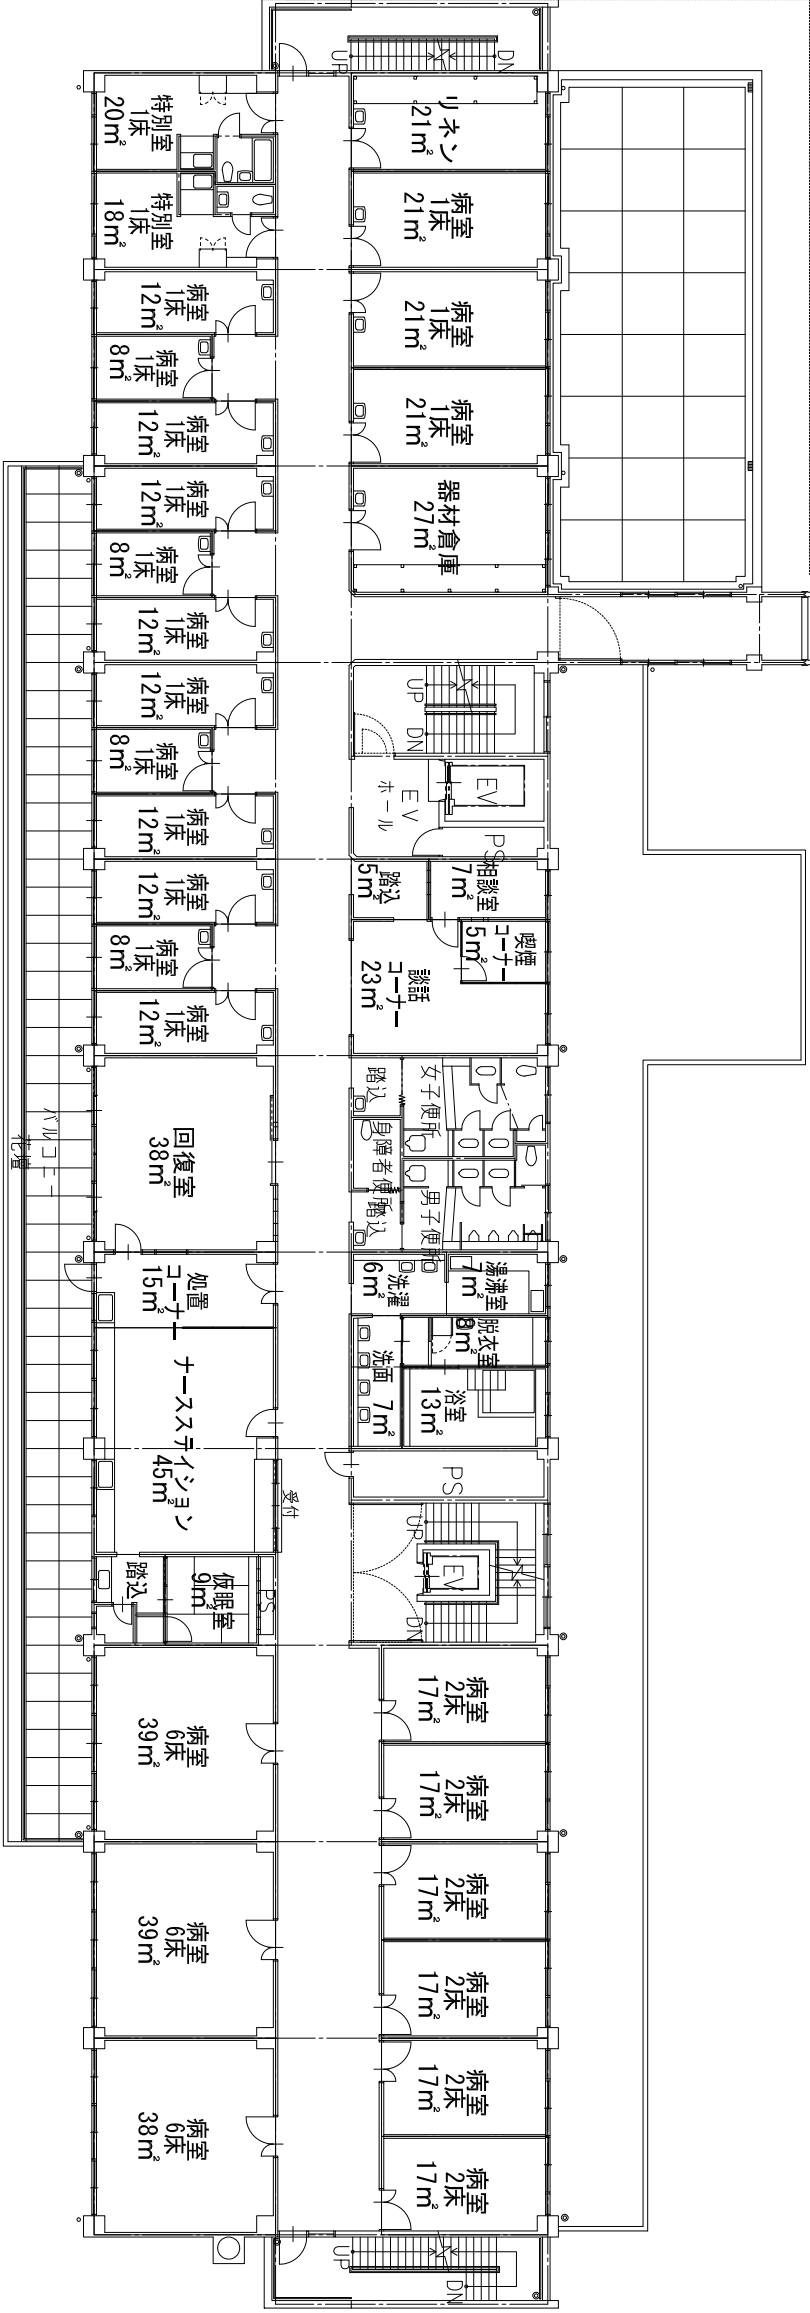 UP
DN
特別室
1床
20㎡
リネン
21㎡
特別室
1床
18㎡
病室
1床
21㎡
病室
1床
12㎡
病室
1床
21㎡
病室
1床
8㎡
病室
1床
12㎡
病室
1床
21㎡
病室
1床
12㎡
器材倉庫
27㎡
病室
1床
8㎡
病室
1床
12㎡
病室
1床
12㎡
UP
DN
病室
1床
8㎡
EV
EV
ホール
病室
1床
12㎡
PS
病室
1床
12㎡
踏込
5㎡
相談室
7㎡
病室
1床
8㎡
喫煙
コーナー
5㎡
談話
コーナー
23㎡
病室
1床
12㎡
バルコニー
花壇
回復室
38㎡
踏込
女子便所
身障者便所
踏込
男子便所
処置
コーナー
15㎡
洗濯
6㎡
湯沸室
7㎡
脱衣室
8㎡
洗面
7㎡
浴室
13㎡
ナースステイション
45㎡
受付
PS
UP
EV
DN
踏込
仮眠室
9㎡
PS
病室
6床
39㎡
病室
2床
17㎡
病室
2床
17㎡
病室
6床
39㎡
病室
2床
17㎡
病室
2床
17㎡
病室
6床
38㎡
病室
2床
17㎡
病室
2床
17㎡
UP
DN